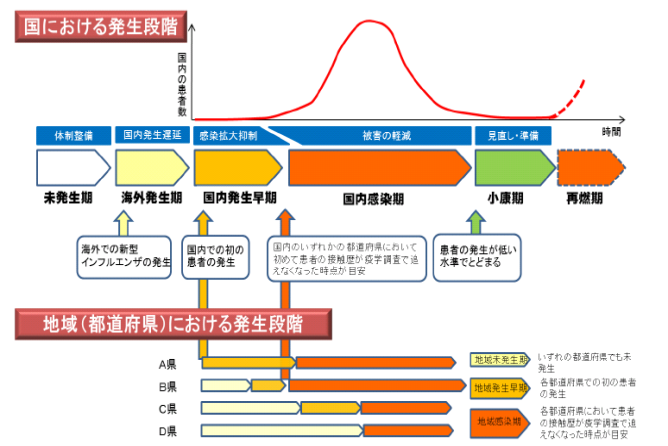 国における発生段階
国内の患者数
時間
体制整備
国内発生遅延
感染拡大抑制
被害の軽減
見直し・準備
未発生期
海外発生期
国内発生早期
国内感染期
小康期
再燃期
海外での新型
インフルエンザの発生
国内での初の
患者の発生
国内のいずれかの都道府県において
初めて患者の接触歴が疫学調査で追
えなくなった時点が目安
患者の発生が低い
水準でとどまる
地域（都道府県）における発生段階
A県
B県
C県
D県
地域未発生期
いずれの都道府県でも未
発生
地域発生早期
各都道府県での初の患者
の発生
地域感染期
各都道府県において患者
の接触歴が疫学調査で追
えなくなった時点が目安